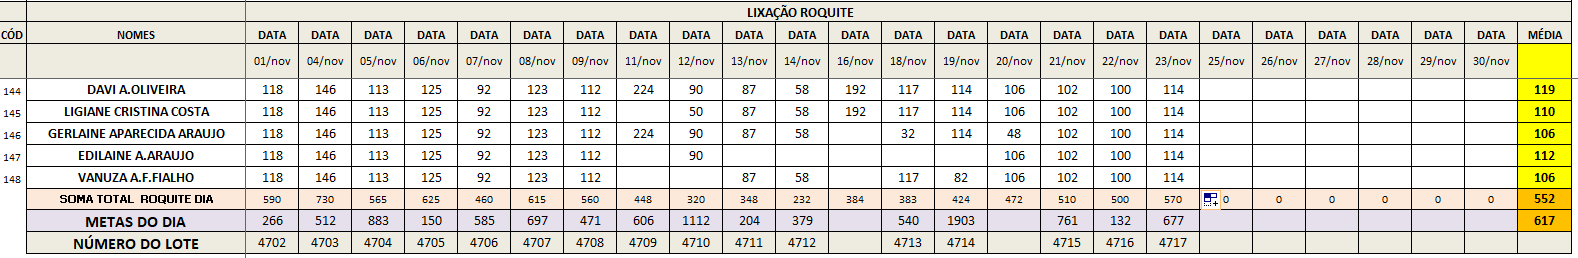 LIXAÇÃO ROQUITE
CÓD NOMES DATA DATA DATA DATA DATA DATA DATA DATA DATA DATA DATA DATA DATA DATA DATA DATA DATA DATA DATA DATA DATA DATA DATA DATA MÉDIA
01/nov 04/nov 05/nov 06/nov 07/nov 08/nov 09/nov 11/nov 12/nov 13/nov 14/nov 16/nov 18/nov 19/nov 20/nov 21/nov 22/nov 23/nov 25/nov 26/nov 27/nov 28/nov 29/nov 30/nov
144 DAVI A.OLIVEIRA 118 146 113 125 92 123 112 224 90 87 58 192 117 114 106 102 100 114 119
145 LIGIANE CRISTINA COSTA 118 146 113 125 92 123 112 50 87 58 192 117 114 106 102 100 114 110
146 GERLAINE APARECIDA ARAUJO 118 146 113 125 92 123 112 224 90 87 58 32 114 48 102 100 114 106
147 EDILAINE A.ARAUJO 118 146 113 125 92 123 112 90 106 102 100 114 112
148 VANUZA A.F.FIALHO 118 146 113 125 92 123 112 87 58 117 82 106 102 100 114 106
SOMA TOTAL ROQUITE DIA 590 730 565 625 460 615 560 448 320 348 232 384 383 424 472 510 500 570 0 0 0 0 0 0 552
METAS DO DIA 266 512 883 150 585 697 471 606 1112 204 379 540 1903 761 132 677 617
NÚMERO DO LOTE 4702 4703 4704 4705 4706 4707 4708 4709 4710 4711 4712 4713 4714 4715 4716 4717